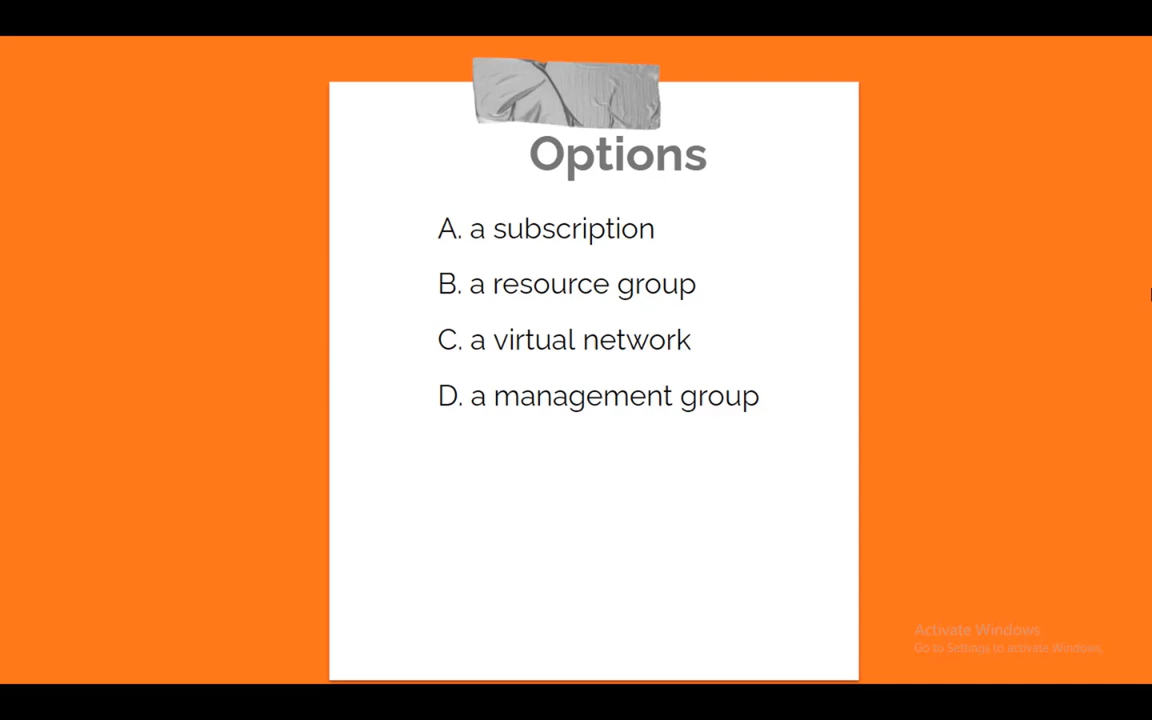 Options
A. a subscription
B. a resource group
C. a virtual network
D. a management group
Activate Windows
Go to Settings to activate Windows.